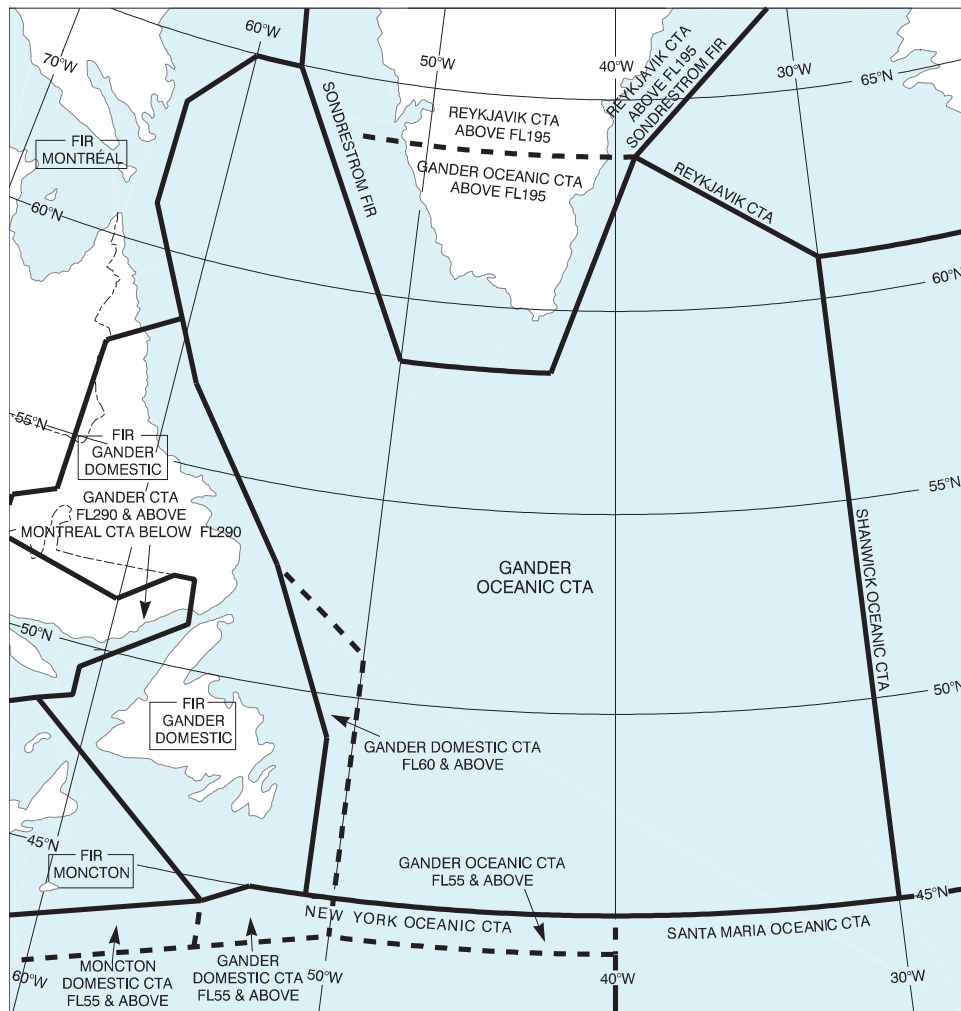 60°W
70°W
50°W
40°W
30°W
65°N
REYKJAVIK CTA
ABOVE FL195
SONDRESTROM FIR
SONDRESTROM FIR
REYKJAVIK CTA
ABOVE FL195
GANDER OCEANIC CTA
ABOVE FL195
FIR
MONTRÉAL
REYKJAVIK CTA
60°N
60°N
55°N
FIR
GANDER
DOMESTIC
GANDER CTA
FL290 & ABOVE
MONTREAL CTA BELOW FL290
55°N
GANDER
OCEANIC CTA
SHANWICK OCEANIC CTA
50°N
50°N
FIR
GANDER
DOMESTIC
GANDER DOMESTIC CTA
FL60 & ABOVE
45°N
FIR
MONCTON
GANDER OCEANIC CTA
FL55 & ABOVE
45°N
NEW YORK OCEANIC CTA
SANTA MARIA OCEANIC CTA
60°W
MONCTON
DOMESTIC CTA
FL55 & ABOVE
GANDER
DOMESTIC CTA
FL55 & ABOVE
50°W
40°W
30°W